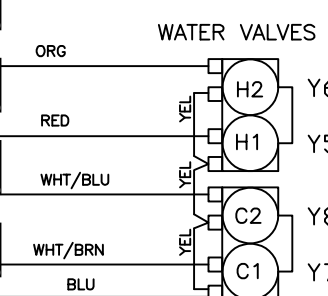 WATER VALVES
ORG
H2
Y6
YEL
RED
H1
Y5
YEL
WHT/BLU
C2
Y8
YEL
WHT/BRN
C1
Y7
BLU